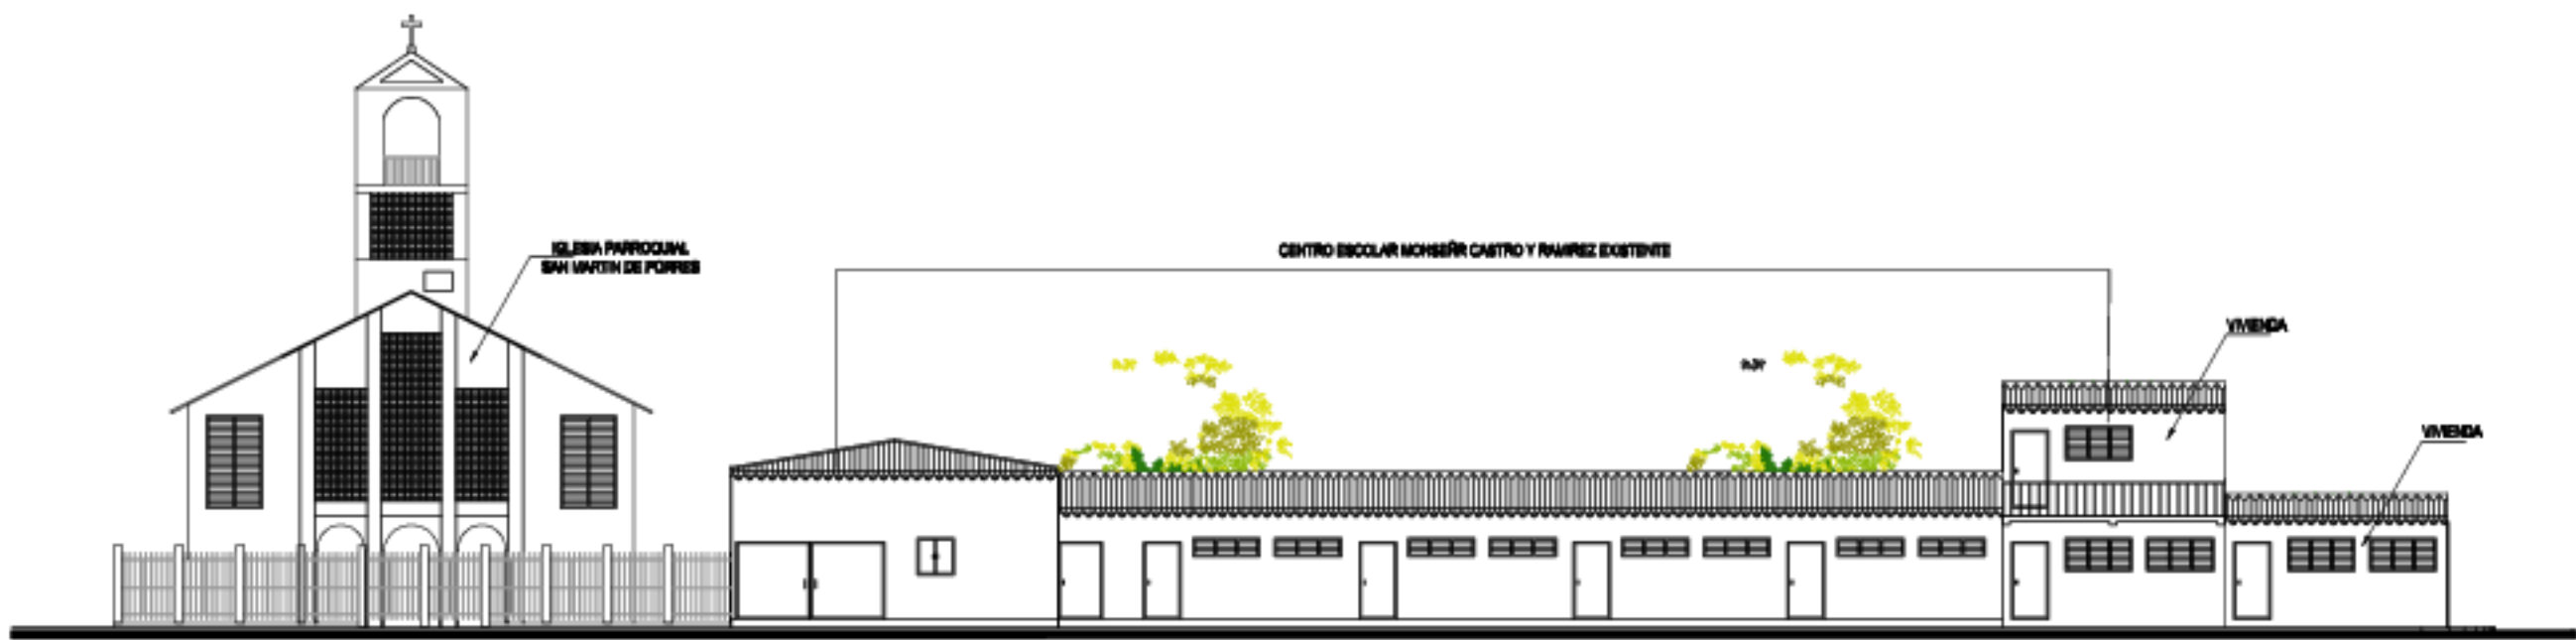 IGLESIA PARROQUIAL
SAN MARTIN DE PORRES
CENTRO ESCOLAR MONSEÑR CASTRO Y RAMIREZ EXISTENTE
VIVIENDA
VIVIENDA